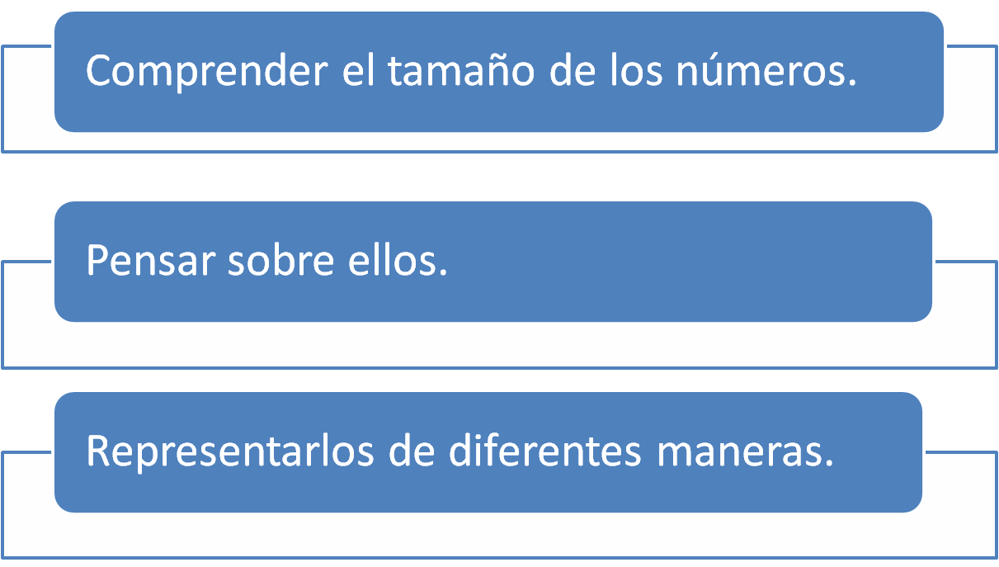 Comprender el tamaño de los números.
Pensar sobre ellos.
Representarlos de diferentes maneras.